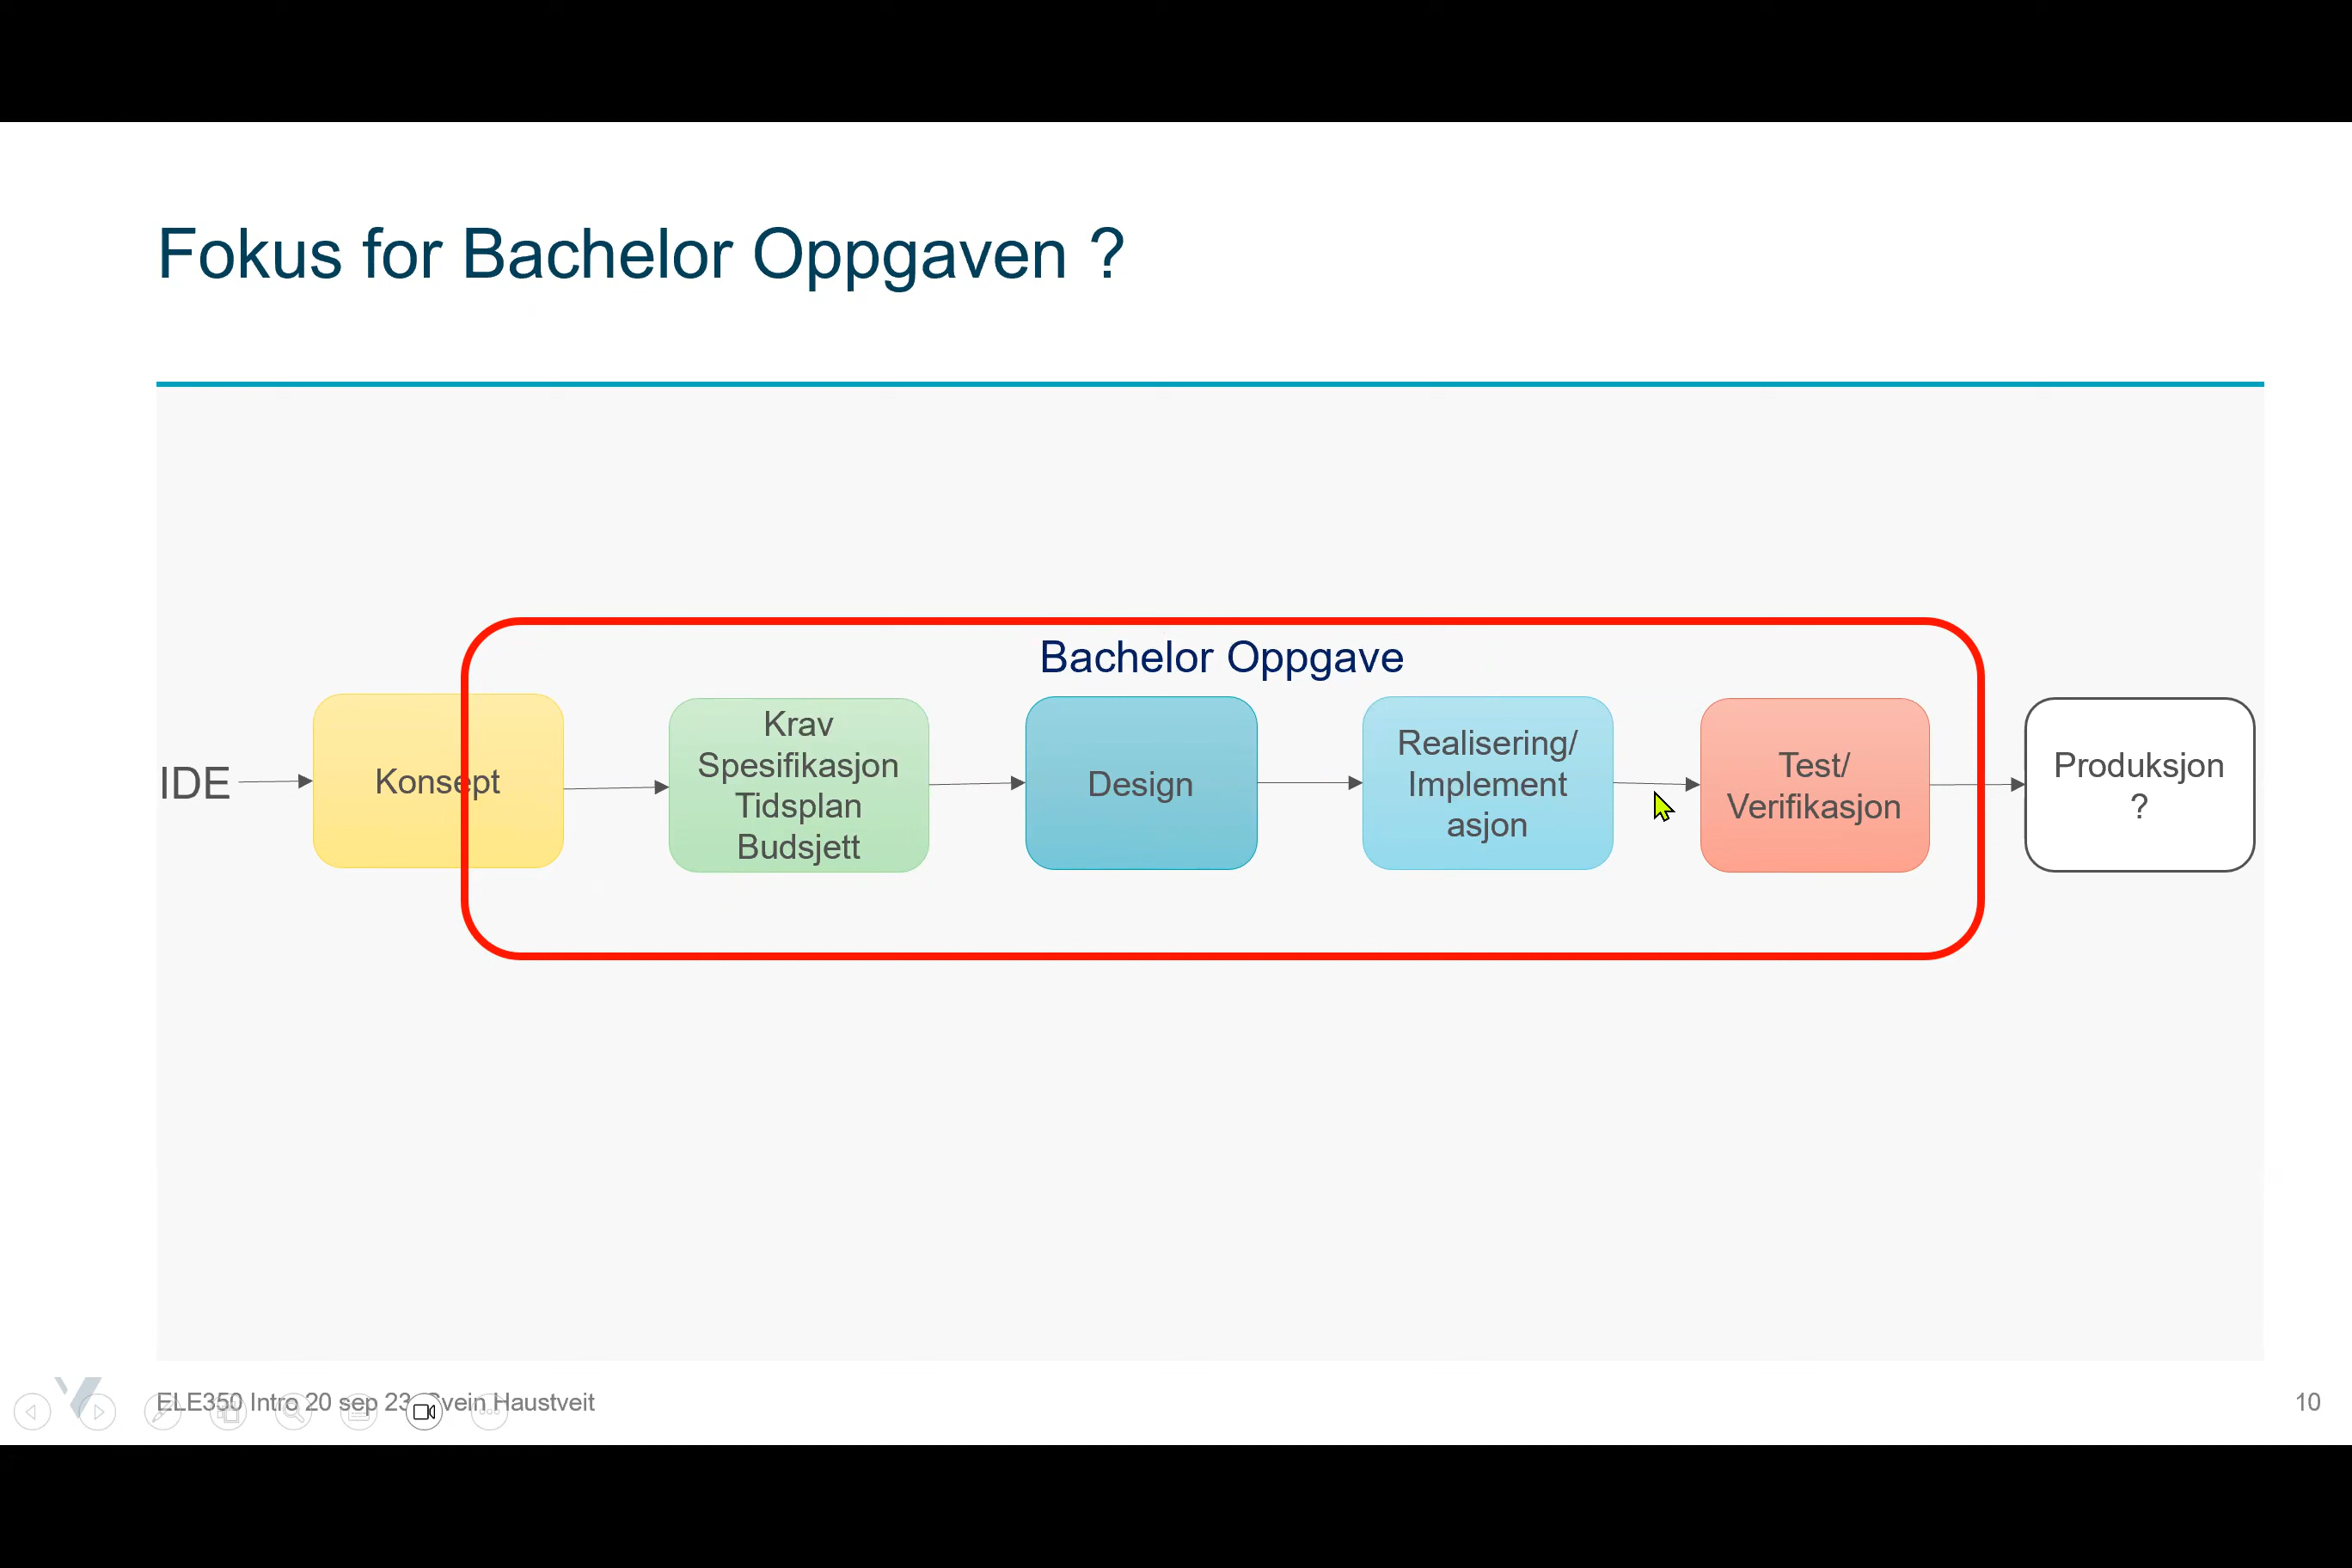 Fokus for Bachelor Oppgaven ?
Bachelor Oppgave
IDE
Konsept
Krav
Spesifikasjon
Tidsplan
Budsjett
Design
Realisering/
Implement
asjon
Test/
Verifikasjon
Produksjon
?
ELE350 Intro 20 sep 23 Svein Haustveit
10